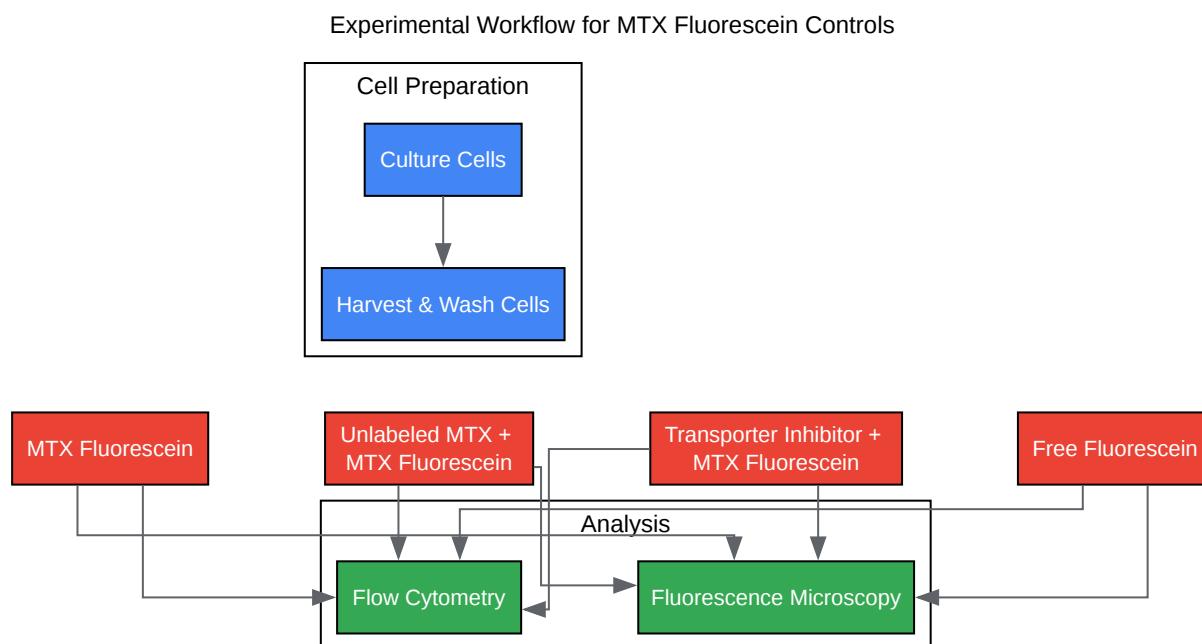 Experimental Workflow for MTX Fluorescein Controls
Cell Preparation
Culture Cells
Harvest & Wash Cells
MTX Fluorescein
Unlabeled MTX +
MTX Fluorescein
Transporter Inhibitor +
MTX Fluorescein
Free Fluorescein
Analysis
Flow Cytometry
Fluorescence Microscopy